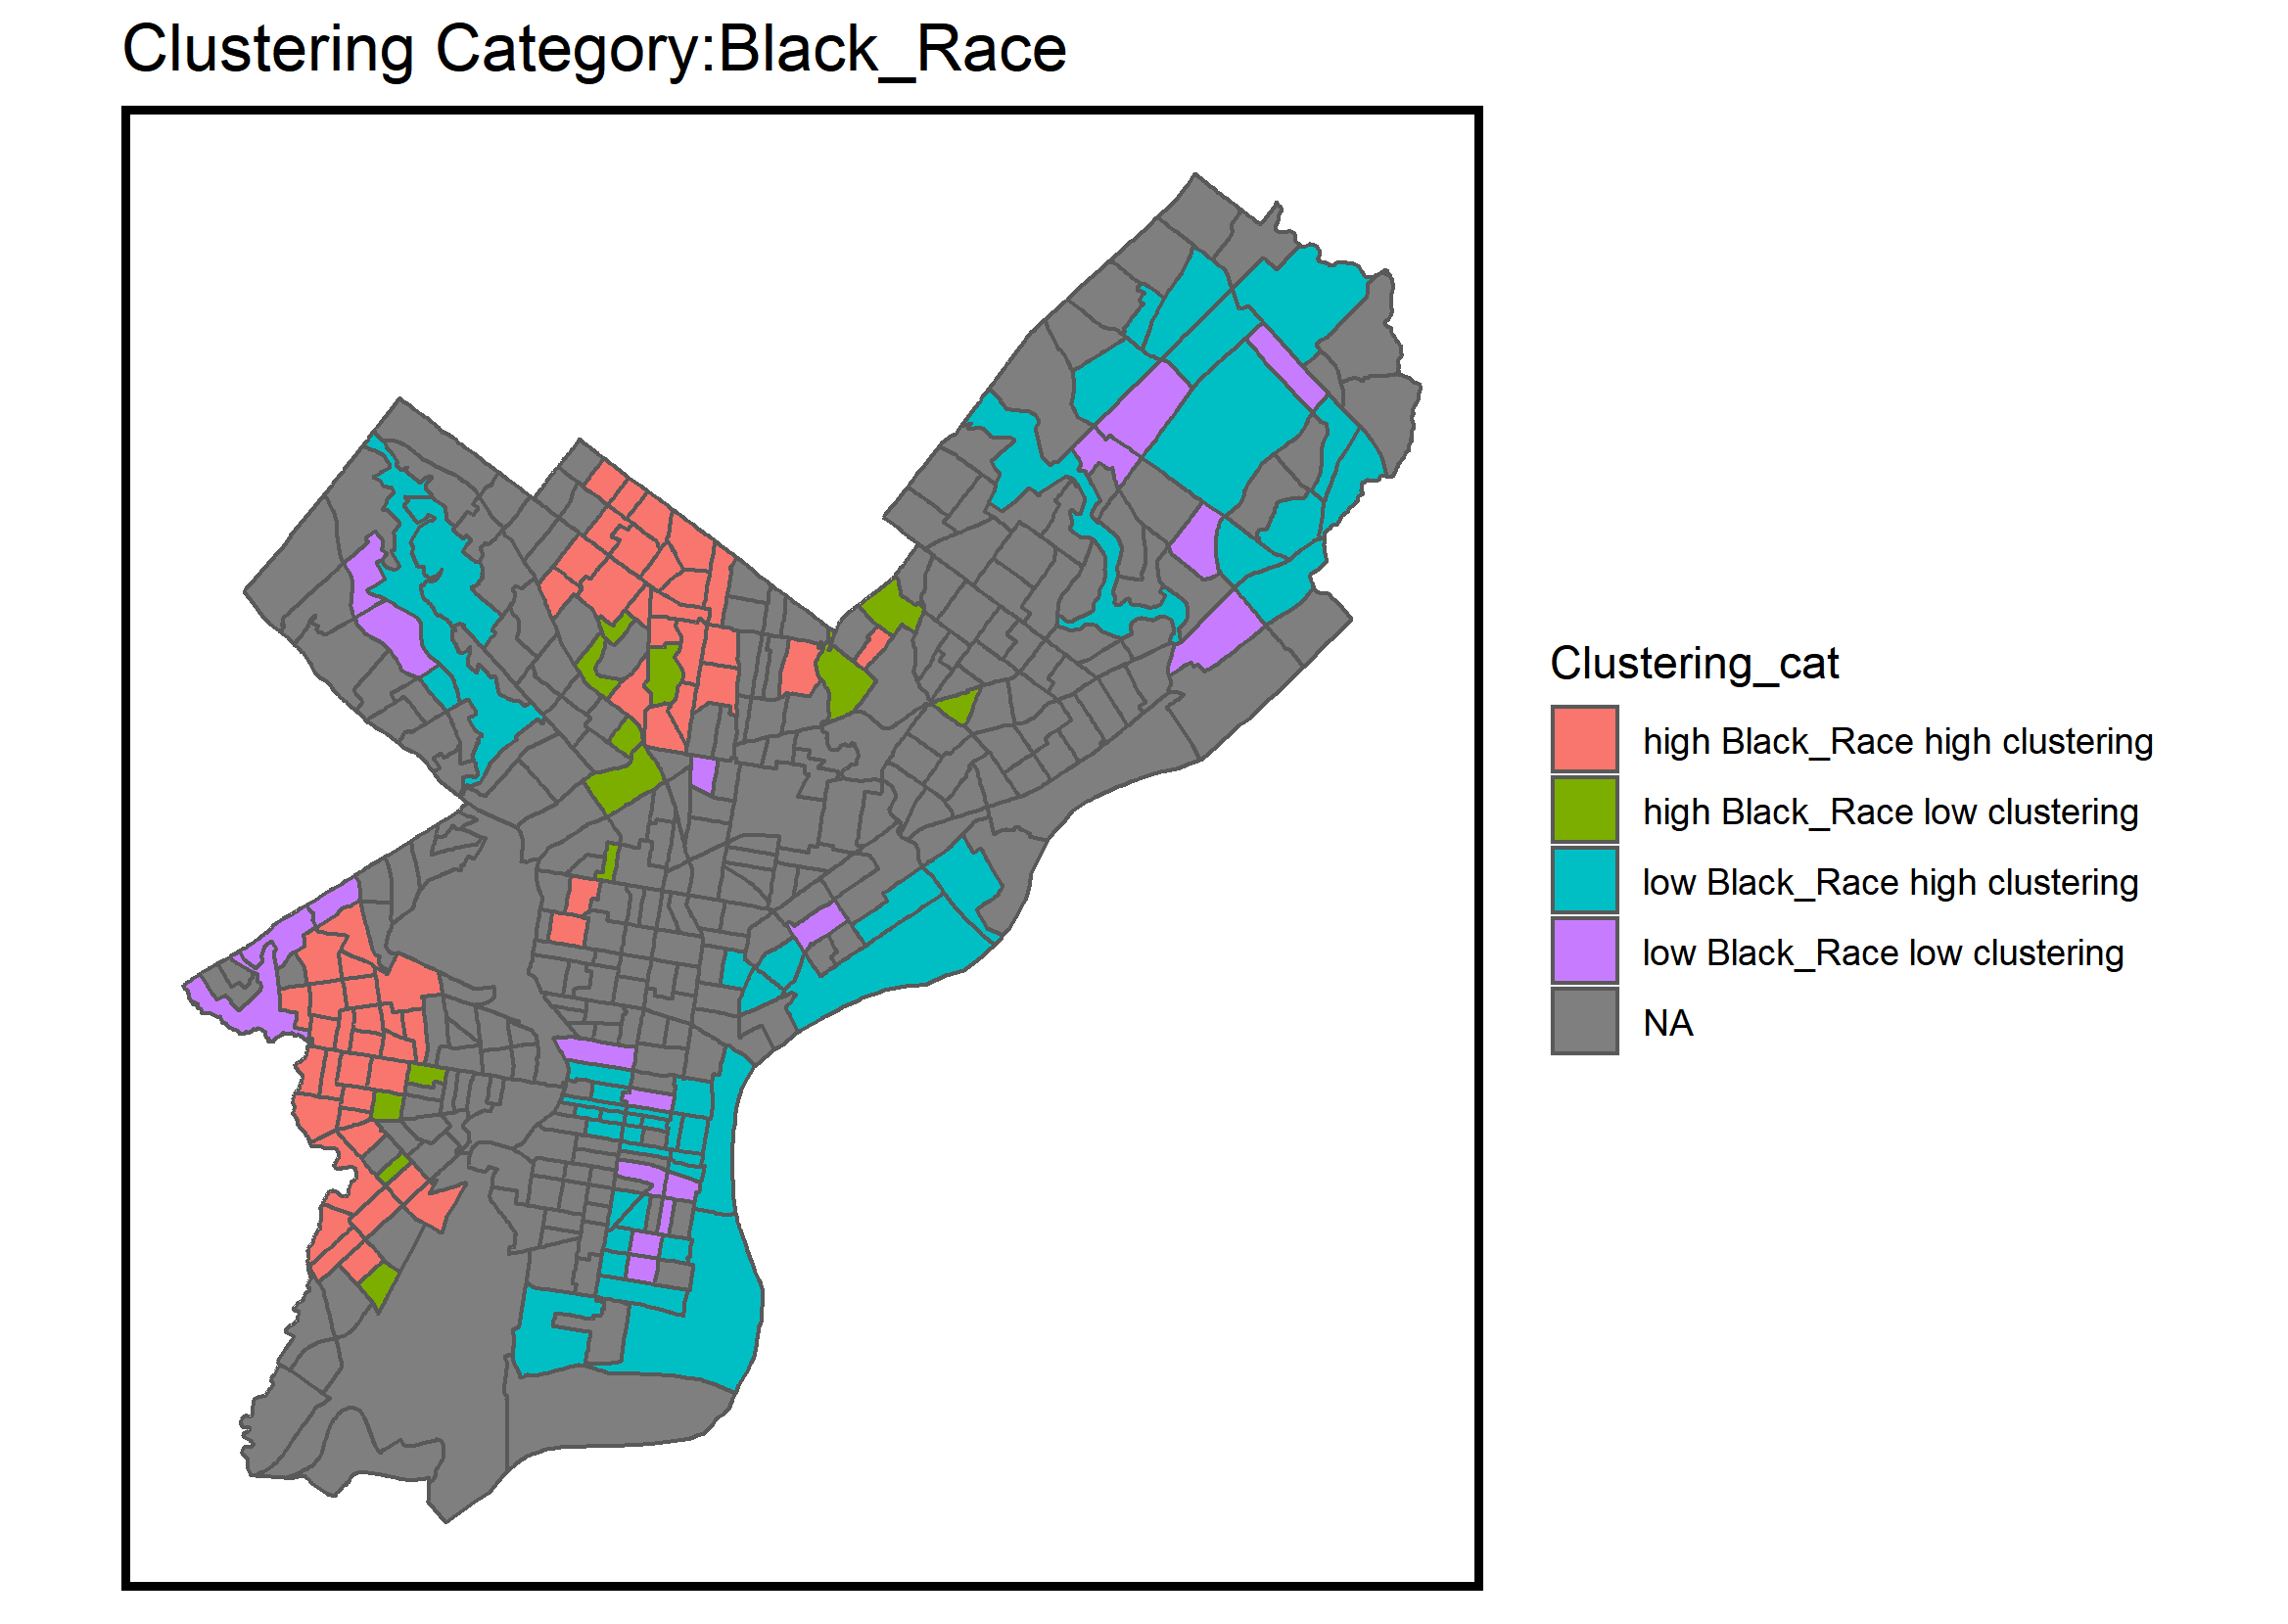 Clustering Category:Black_Race
Clustering_cat
high Black_Race high clustering
high Black_Race low clustering
low Black_Race high clustering
low Black_Race low clustering
NA